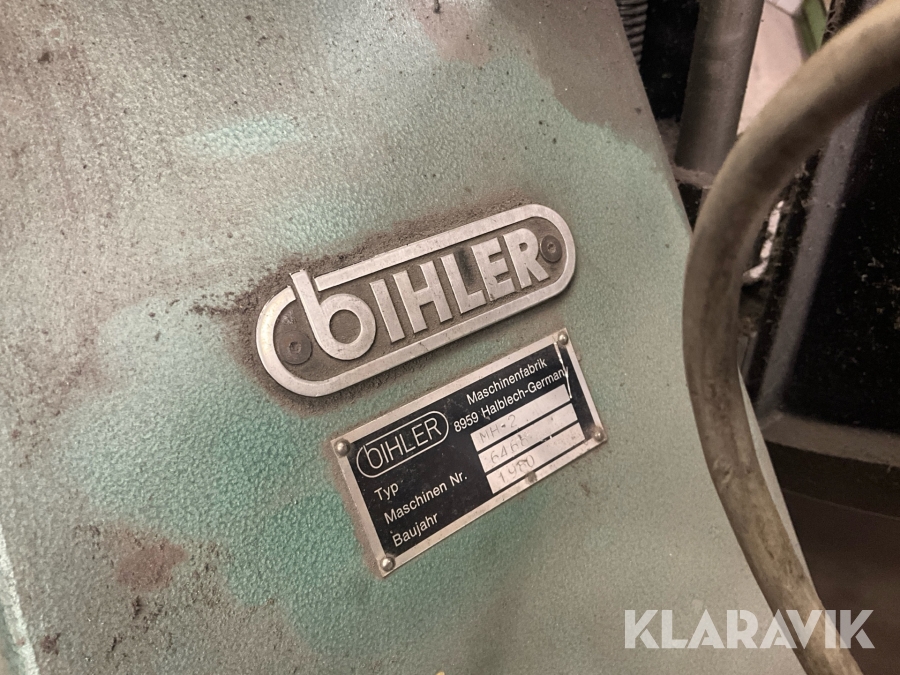 bIHLER
bIHLER
Maschinenfabrik
8959 Halblech-Germany
Typ MH-2
Maschinen Nr.
Baujahr 1980
KLARAVIK